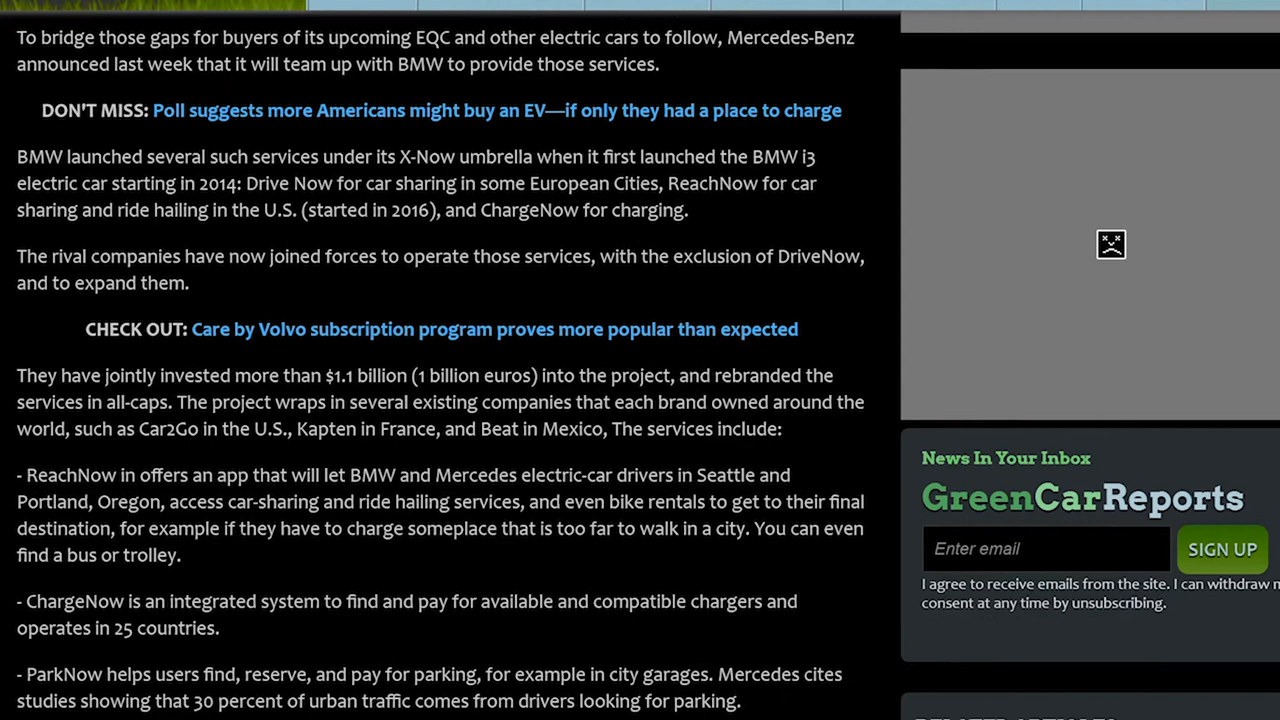 To bridge those gaps for buyers of its upcoming EQC and other electric cars to follow, Mercedes-Benz
announced last week that it will team up with BMW to provide those services.
DON'T MISS: Poll suggests more Americans might buy an EV—if only they had a place to charge
BMW launched several such services under its X-Now umbrella when it first launched the BMW i3
electric car starting in 2014: Drive Now for car sharing in some European Cities, ReachNow for car
sharing and ride hailing in the U.S. (started in 2016), and ChargeNow for charging.
The rival companies have now joined forces to operate those services, with the exclusion of DriveNow,
and to expand them.
CHECK OUT: Care by Volvo subscription program proves more popular than expected
They have jointly invested more than $1.1 billion (1 billion euros) into the project, and rebranded the
services in all-caps. The project wraps in several existing companies that each brand owned around the
world, such as Car2Go in the U.S., Kapten in France, and Beat in Mexico, The services include:
- ReachNow in offers an app that will let BMW and Mercedes electric-car drivers in Seattle and
Portland, Oregon, access car-sharing and ride hailing services, and even bike rentals to get to their final
destination, for example if they have to charge someplace that is too far to walk in a city. You can even
find a bus or trolley.
- ChargeNow is an integrated system to find and pay for available and compatible chargers and
operates in 25 countries.
- ParkNow helps users find, reserve, and pay for parking, for example in city garages. Mercedes cites
studies showing that 30 percent of urban traffic comes from drivers looking for parking.
News In Your Inbox
GreenCarReports
Enter email
SIGN UP
I agree to receive emails from the site. I can withdraw
consent at any time by unsubscribing.